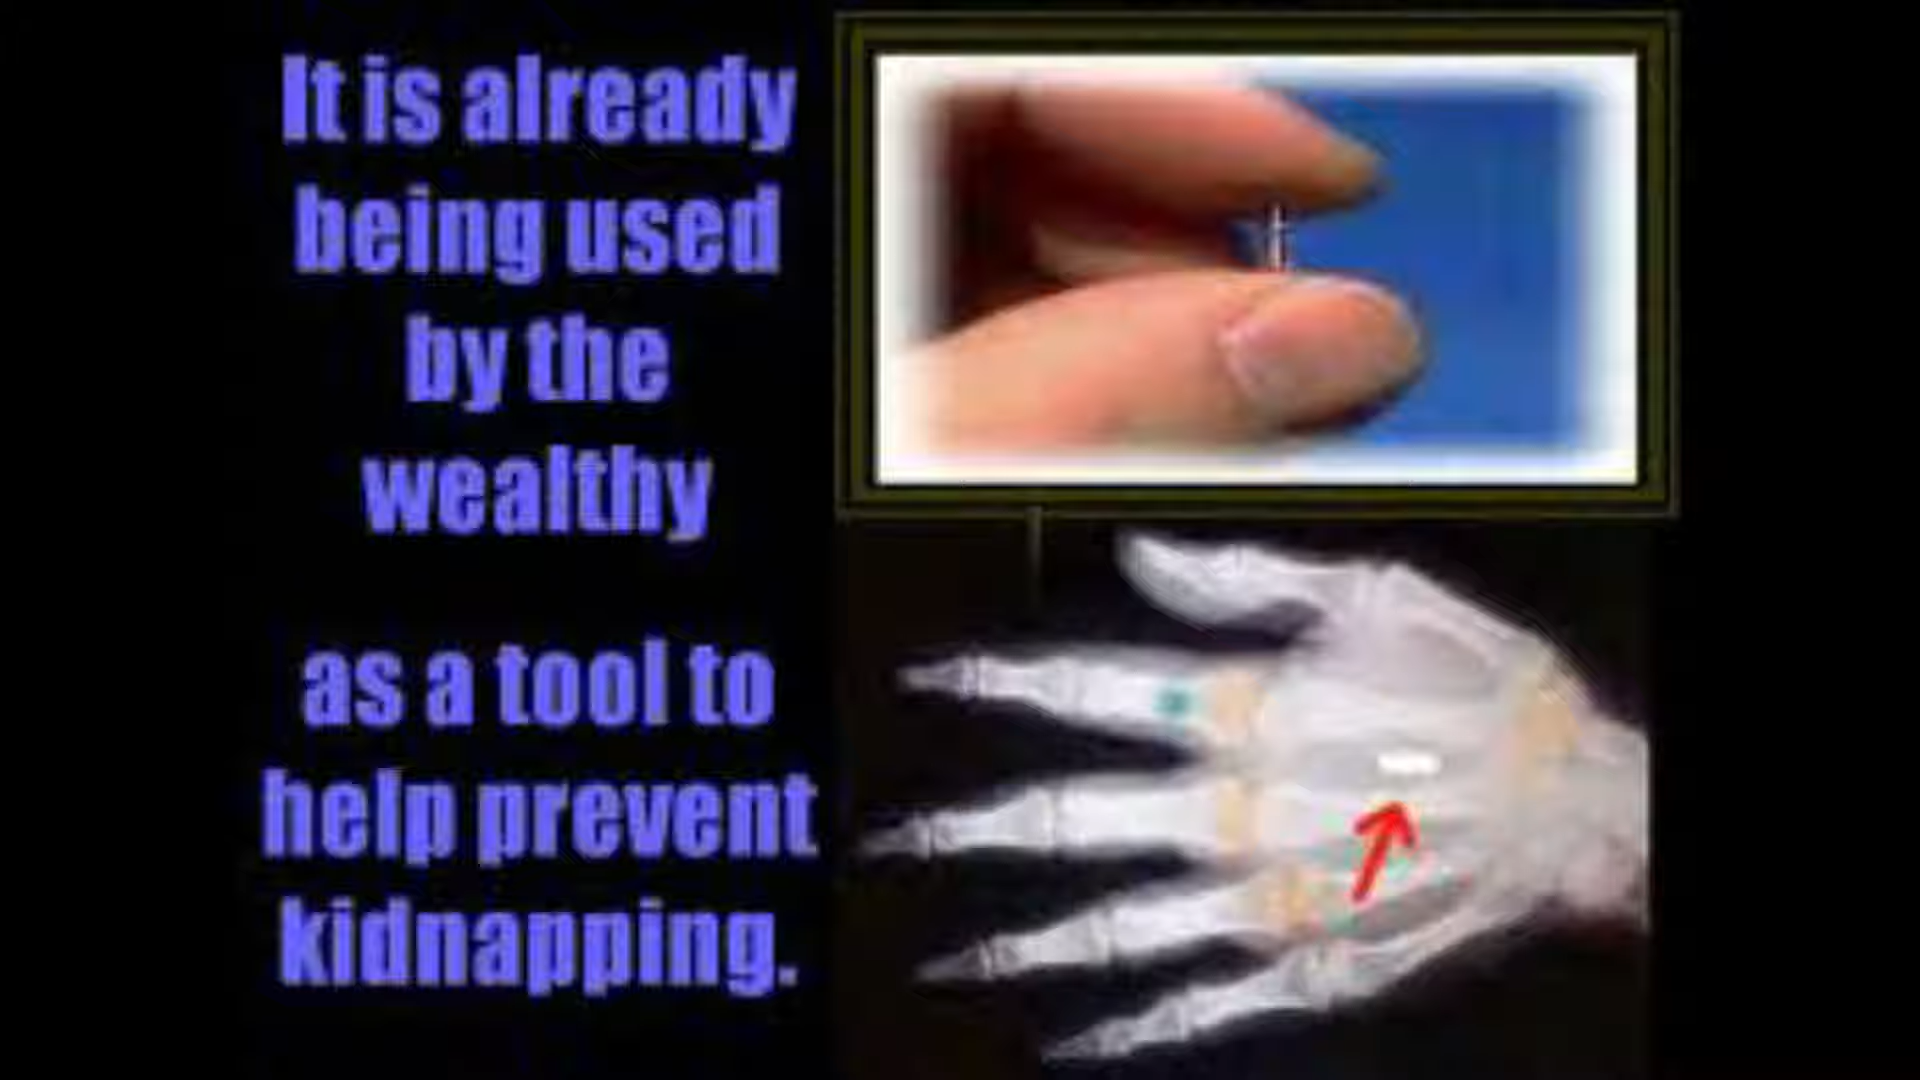 It is already
being used
by the
wealthy
as a tool to
help prevent
kidnapping.